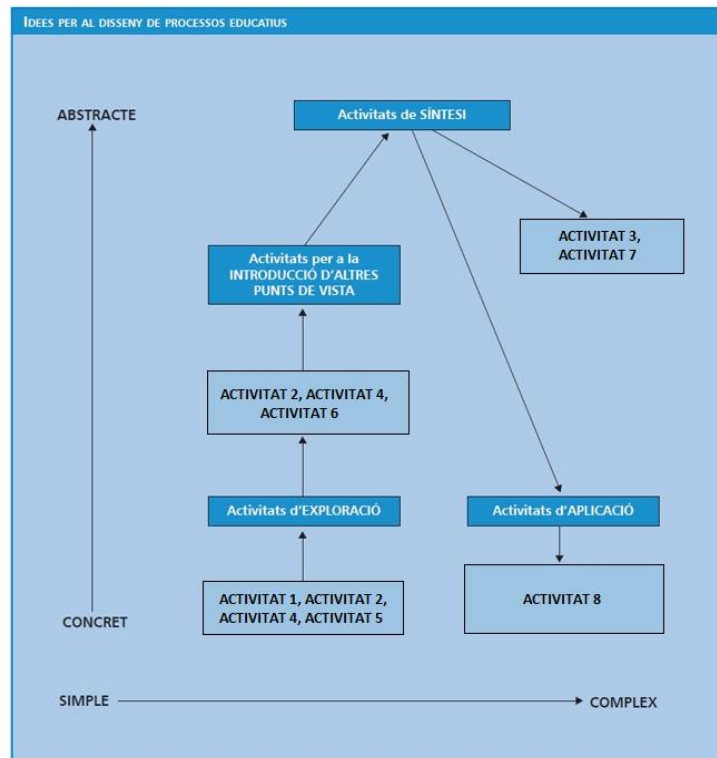 IDEES PER AL DISSENY DE PROCESSOS EDUCATIUS
ABSTRACTE
Activitats de SÍNTESI
ACTIVITAT 3,
ACTIVITAT 7
Activitats per a la
INTRODUCCIÓ D’ALTRES
PUNTS DE VISTA
ACTIVITAT 2, ACTIVITAT 4,
ACTIVITAT 6
Activitats d’EXPLORACIÓ
Activitats d’APLICACIÓ
ACTIVITAT 1, ACTIVITAT 2,
ACTIVITAT 4, ACTIVITAT 5
ACTIVITAT 8
CONCRET
SIMPLE
COMPLEX